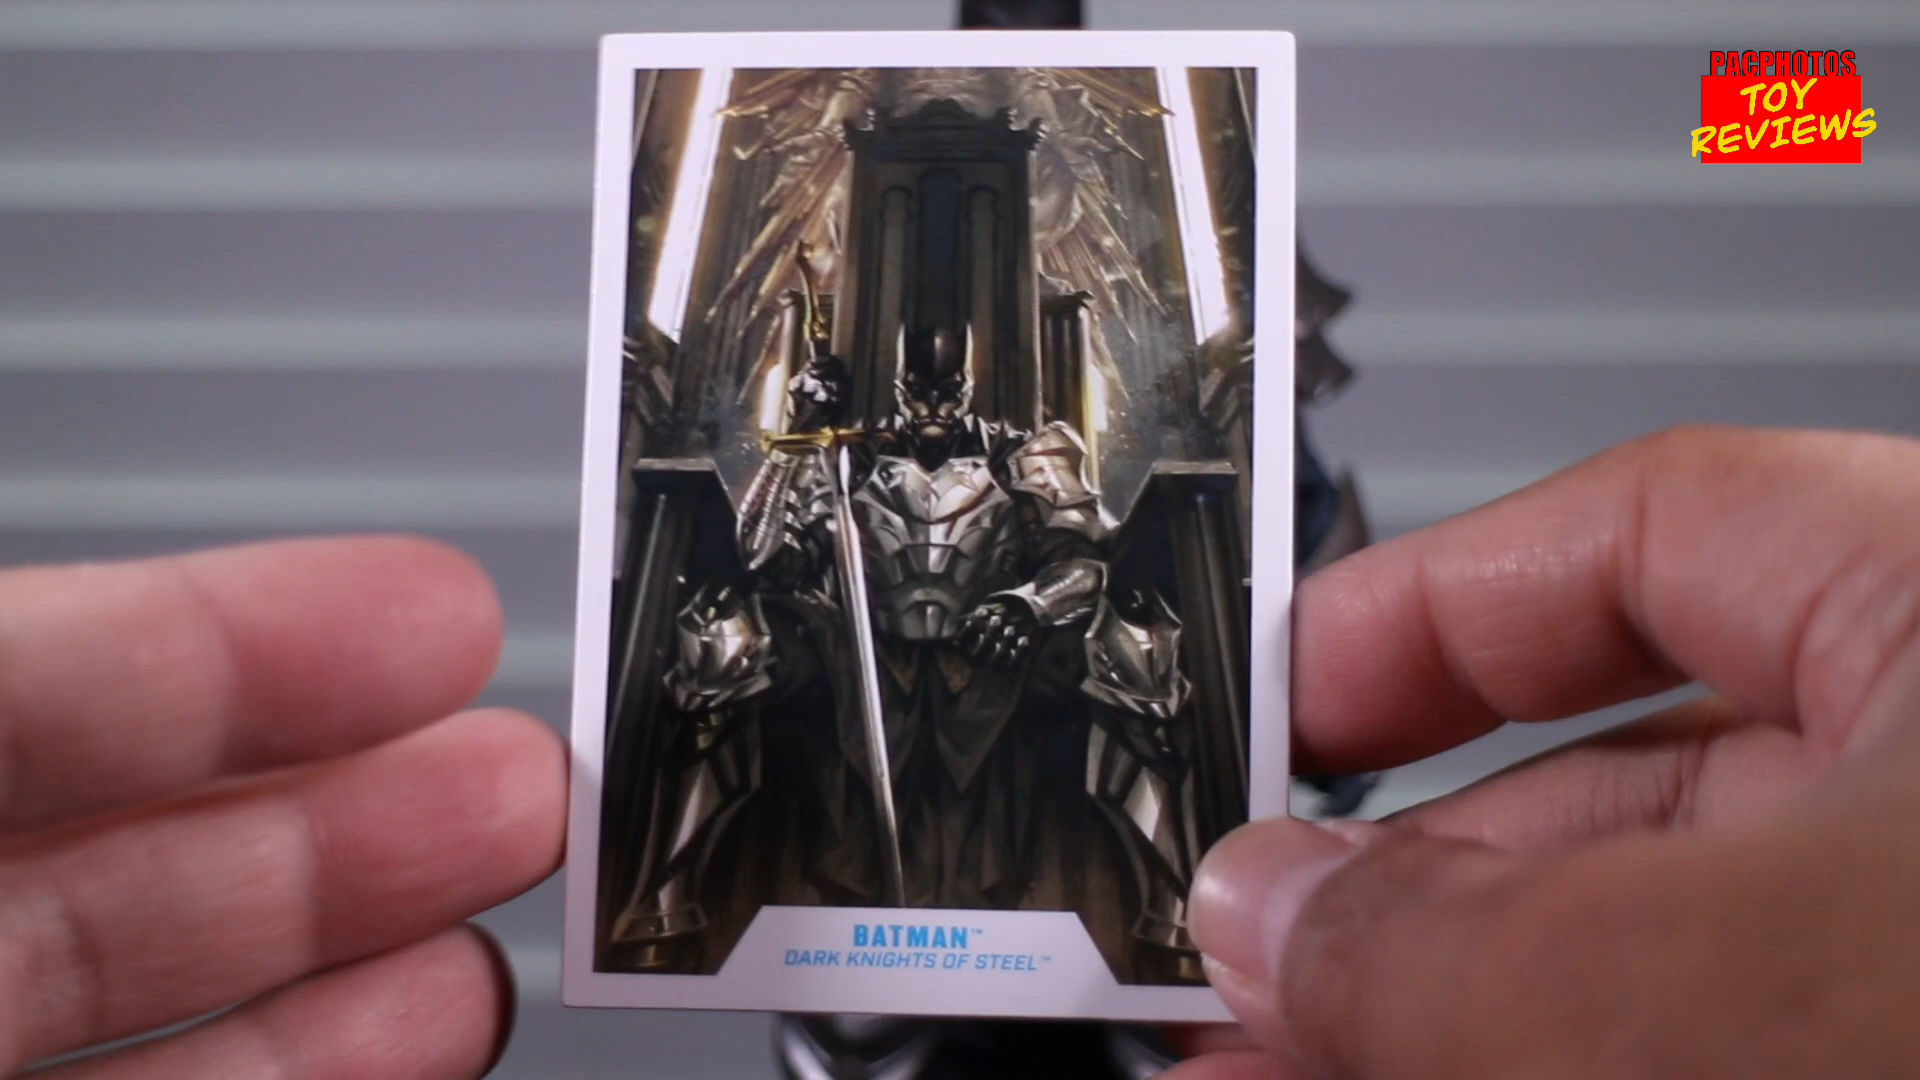 PACPHOTOS
TOY
REVIEWS
BATMAN™
DARK KNIGHTS OF STEEL™